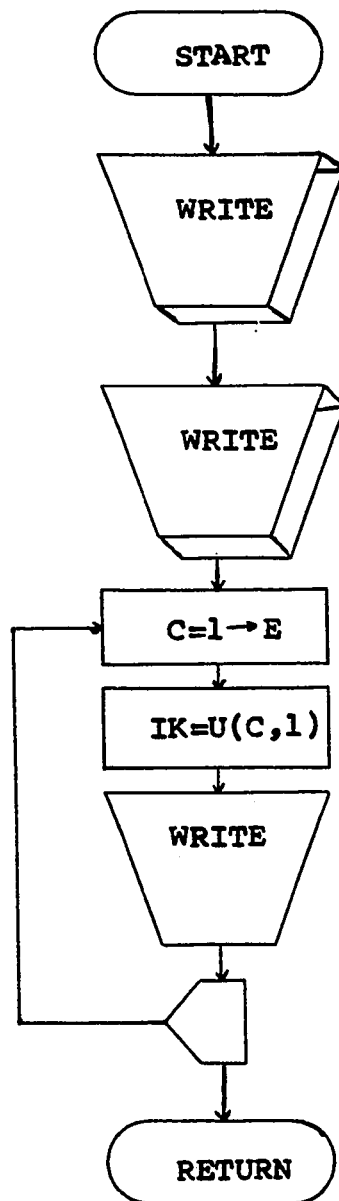 START
WRITE
WRITE
C=1→E
IK=U(C,1)
WRITE
RETURN